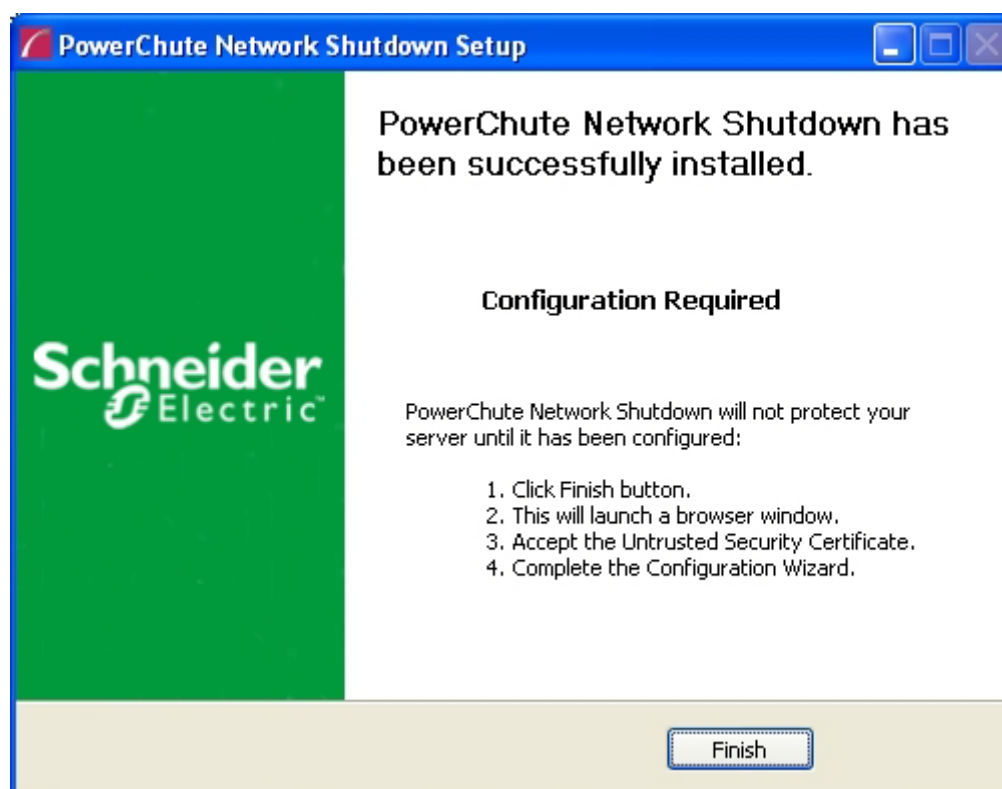 PowerChute Network Shutdown Setup
PowerChute Network Shutdown has
been successfully installed.
Configuration Required
Schneider
Electric™
PowerChute Network Shutdown will not protect your
server until it has been configured:
1. Click Finish button.
2. This will launch a browser window.
3. Accept the Untrusted Security Certificate.
4. Complete the Configuration Wizard.
Finish